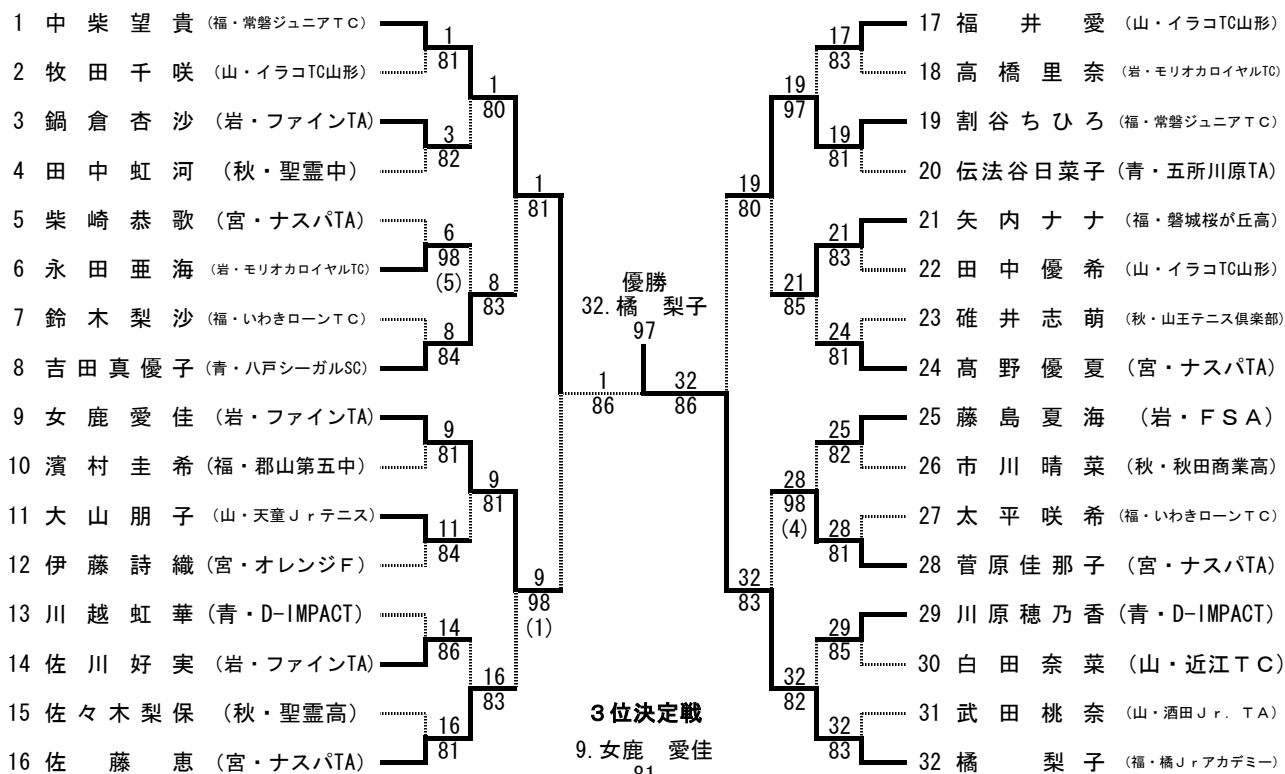 1 中柴望貴 (福・常磐ジュニアTC)
2 牧田千咲 (山・イラコTC山形)
3 鍋倉杏沙 (岩・ファインTA)
4 田中虹河 (秋・聖霊中)
5 柴崎恭歌 (宮・ナスパTA)
6 永田亜海 (岩・モリオカロイヤルTC)
7 鈴木梨沙 (福・いわきローンTC)
8 吉田真優子 (青・八戸シーガルSC)
9 女鹿愛佳 (岩・ファインTA)
10 濱村圭希 (福・郡山第五中)
11 大山朋子 (山・天童Jrテニス)
12 伊藤詩織 (宮・オレンジF)
13 川越虹華 (青・D-IMPACT)
14 佐川好実 (岩・ファインTA)
15 佐々木梨保 (秋・聖霊高)
16 佐藤恵 (宮・ナスパTA)
1
81
3
82
6
98
(5)
8
84
9
81
11
84
14
86
16
81
1
80
8
83
9
81
16
83
1
81
9
98
(1)
1
86
優勝
32.橘 梨子
97
32
86
3位決定戦
9.女鹿 愛佳
81
19
80
32
83
19
97
21
85
28
98
(4)
32
82
17
83
19
81
21
83
24
81
25
82
28
81
29
85
32
83
17 福井愛 (山・イラコTC山形)
18 高橋里奈 (岩・モリオカロイヤルTC)
19 割谷ちひろ (福・常磐ジュニアTC)
20 伝法谷日菜子 (青・五所川原TA)
21 矢内ナナ (福・磐城桜が丘高)
22 田中優希 (山・イラコTC山形)
23 碓井志萌 (秋・山王テニス倶楽部)
24 髙野優夏 (宮・ナスパTA)
25 藤島夏海 (岩・FSA)
26 市川晴菜 (秋・秋田商業高)
27 太平咲希 (福・いわきローンTC)
28 菅原佳那子 (宮・ナスパTA)
29 川原穂乃香 (青・D-IMPACT)
30 白田奈菜 (山・近江TC)
31 武田桃奈 (山・酒田Jr. TA)
32 橘梨子 (福・橘Jrアカデミー)